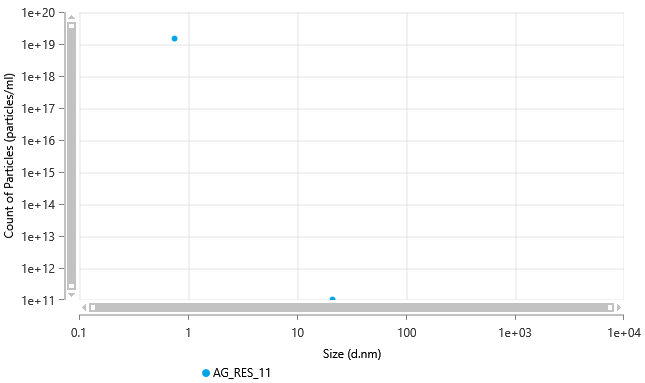 1e+20
1e+19
1e+18
1e+17
1e+16
1e+15
1e+14
1e+13
1e+12
1e+11
Count of Particles (particles/ml)
0.1 1 10 100 1e+03 1e+04
Size (d.nm)
AG_RES_11